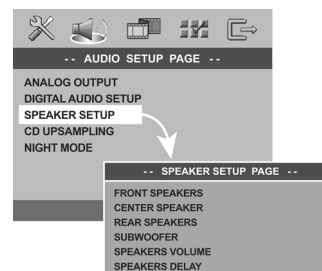 -- AUDIO SETUP PAGE --
ANALOG OUTPUT
DIGITAL AUDIO SETUP
SPEAKER SETUP
CD UPSAMPLING
NIGHT MODE
-- SPEAKER SETUP PAGE --
FRONT SPEAKERS
CENTER SPEAKER
REAR SPEAKERS
SUBWOOFER
SPEAKERS VOLUME
SPEAKERS DELAY